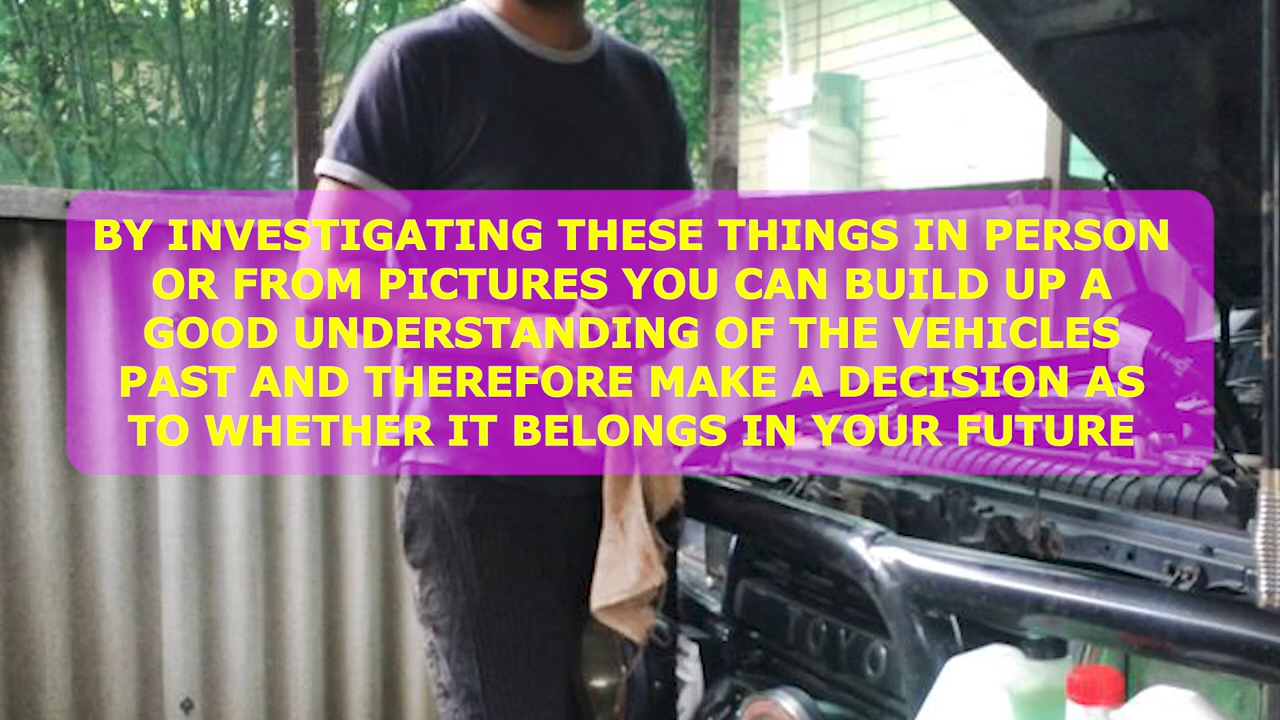 BY INVESTIGATING THESE THINGS IN PERSON
OR FROM PICTURES YOU CAN BUILD UP A
GOOD UNDERSTANDING OF THE VEHICLES
PAST AND THEREFORE MAKE A DECISION AS
TO WHETHER IT BELONGS IN YOUR FUTURE
TOYO